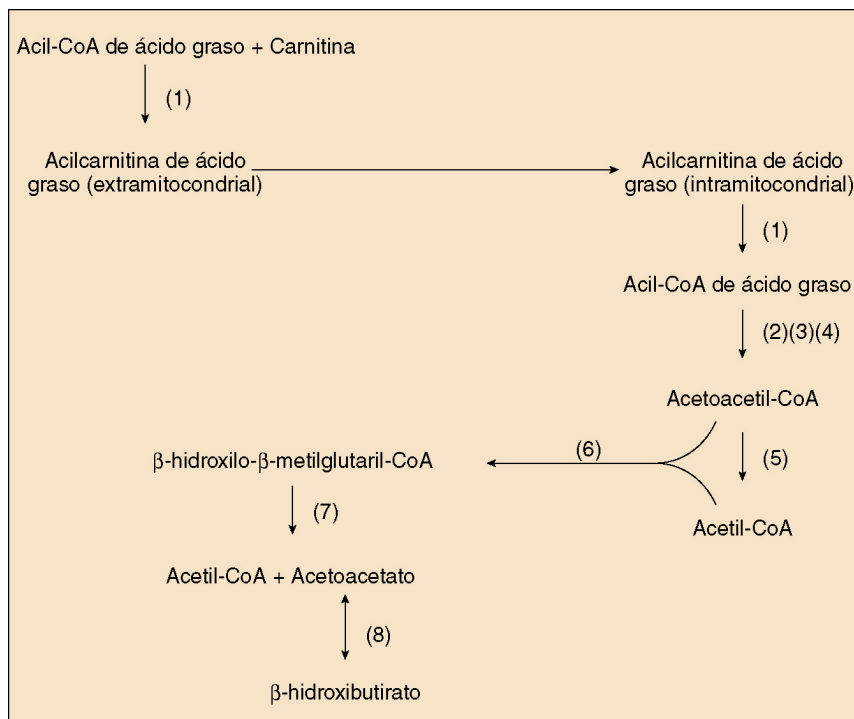 Acil-CoA de ácido graso + Carnitina
(1)
Acilcarnitina de ácido
graso (extramitocondrial)
Acilcarnitina de ácido
graso (intramitocondrial)
(1)
Acil-CoA de ácido graso
(2)(3)(4)
Acetoacetil-CoA
(5)
Acetil-CoA
(6)
β-hidroxilo-β-metilglutaril-CoA
(7)
Acetil-CoA + Acetoacetato
(8)
β-hidroxibutirato